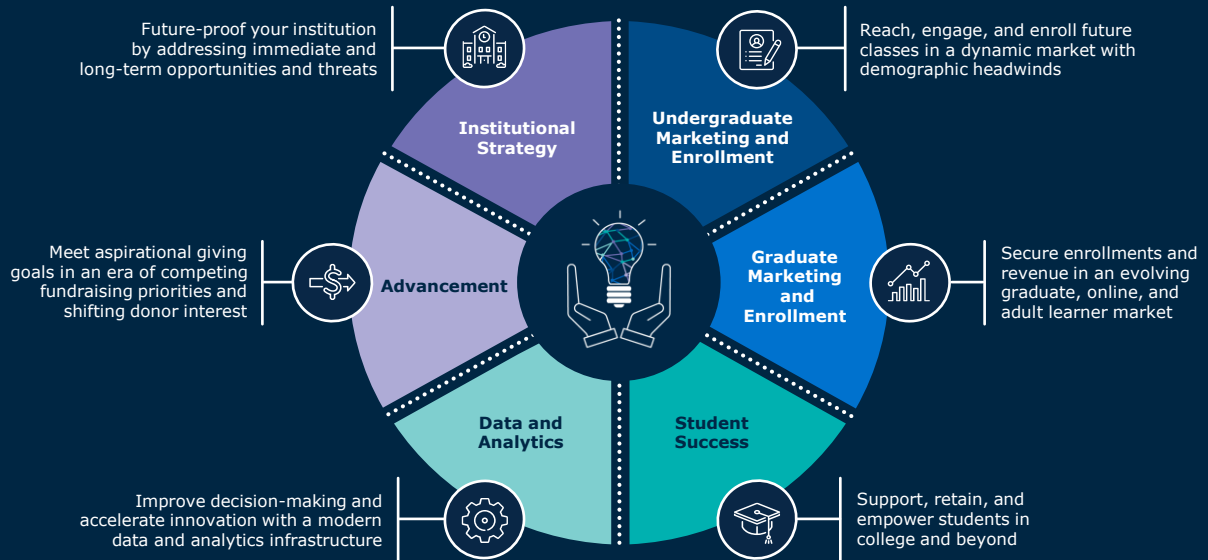 Future-proof your institution
by addressing immediate and
long-term opportunities and threats
Institutional
Strategy
Undergraduate
Marketing and
Enrollment
Reach, engage, and enroll future
classes in a dynamic market with
demographic headwinds
Meet aspirational giving
goals in an era of competing
fundraising priorities and
shifting donor interest
Advancement
Graduate
Marketing
and
Enrollment
Secure enrollments and
revenue in an evolving
graduate, online, and
adult learner market
Improve decision-making and
accelerate innovation with a modern
data and analytics infrastructure
Data and
Analytics
Student
Success
Support, retain, and
empower students in
college and beyond